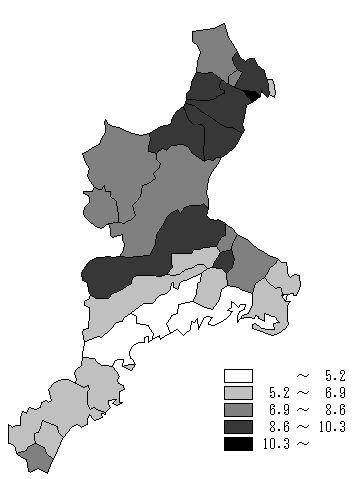 ～ 5.2
5.2 ～ 6.9
6.9 ～ 8.6
8.6 ～ 10.3
10.3 ～